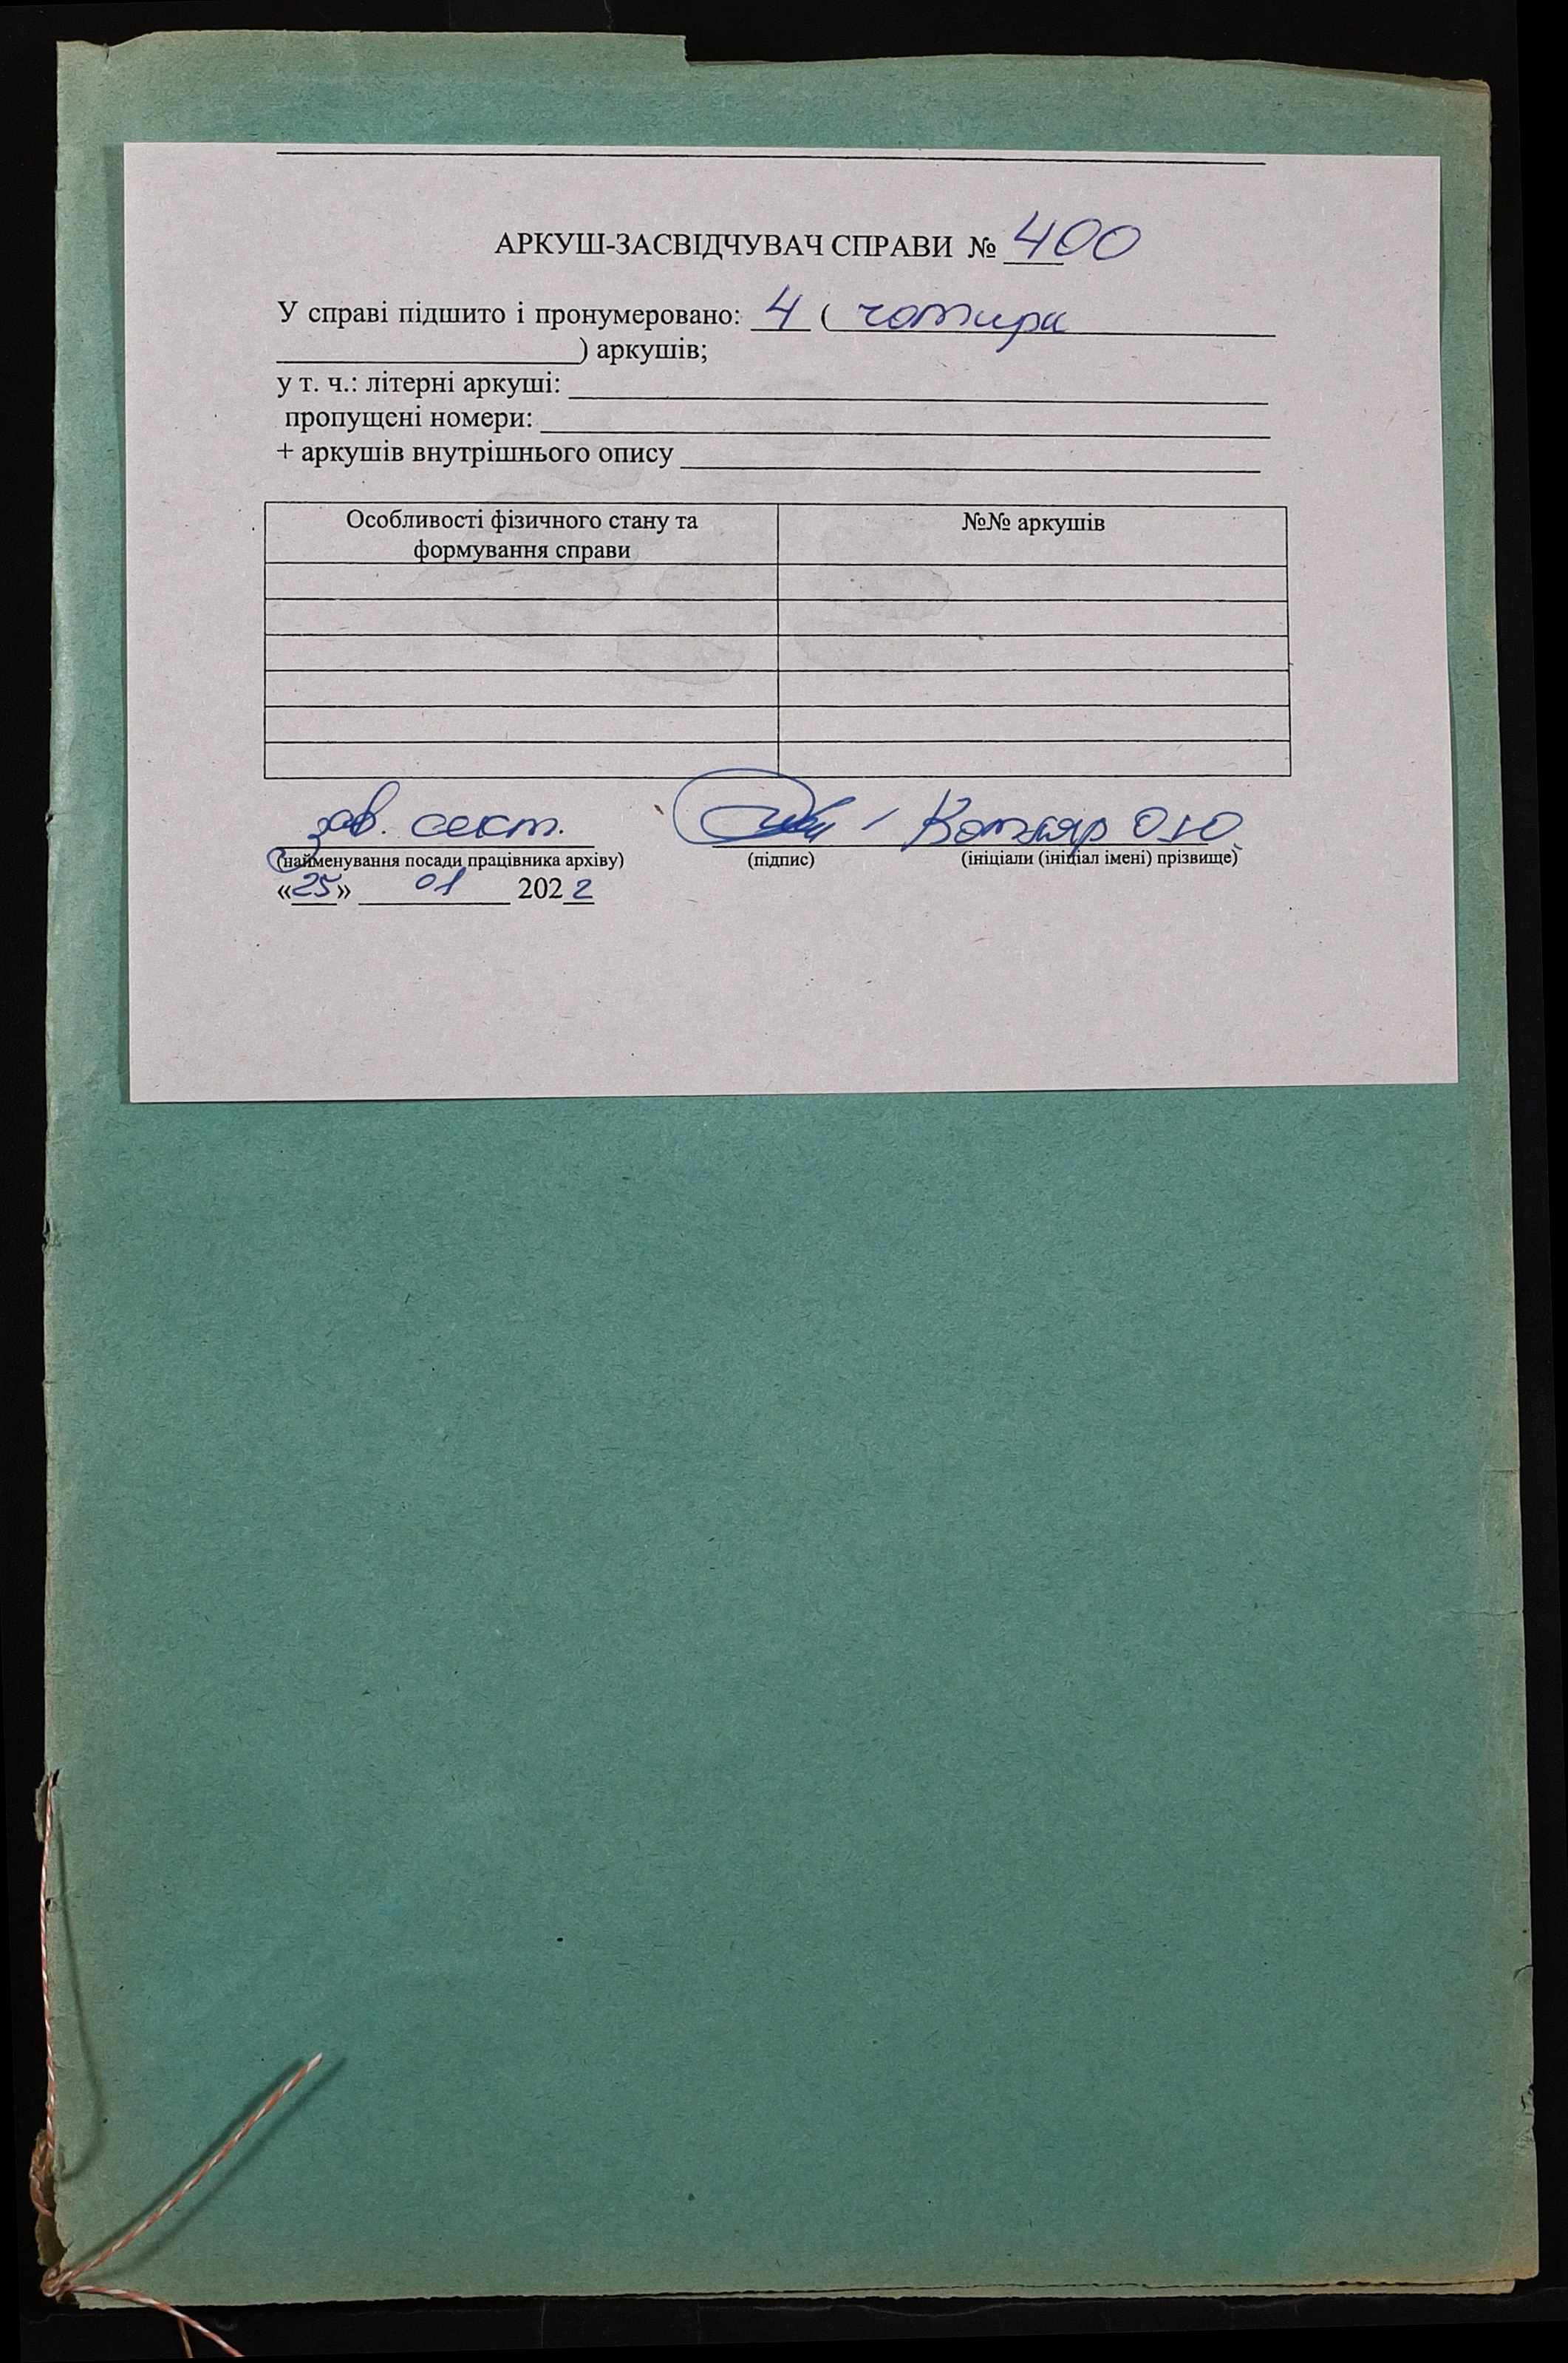 АРКУШ-ЗАСВІДЧУВАЧ СПРАВИ № 400
У справі підшито і пронумеровано: 4 ( чотири
) аркушів;
у т. ч.: літерні аркуші:
пропущені номери:
+ аркушів внутрішнього опису
Особливості фізичного стану та формування справи
№№ аркушів
зав. сект. Котляр О.Ю.
(найменування посади працівника архіву) (підпис) (ініціали (ініціал імені) прізвище)
«25» 01 2022